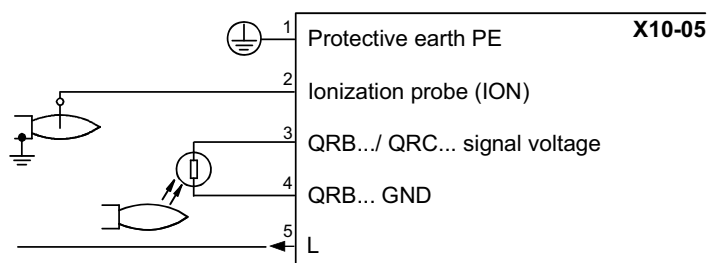 X10-05
1 Protective earth PE
2 Ionization probe (ION)
3 QRB.../ QRC... signal voltage
4 QRB... GND
5 L